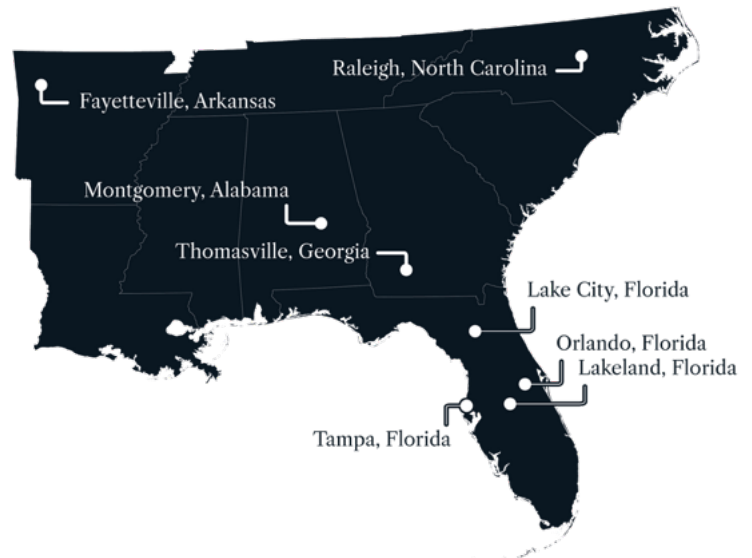 Raleigh, North Carolina
Fayetteville, Arkansas
Montgomery, Alabama
Thomasville, Georgia
Lake City, Florida
Orlando, Florida
Lakeland, Florida
Tampa, Florida